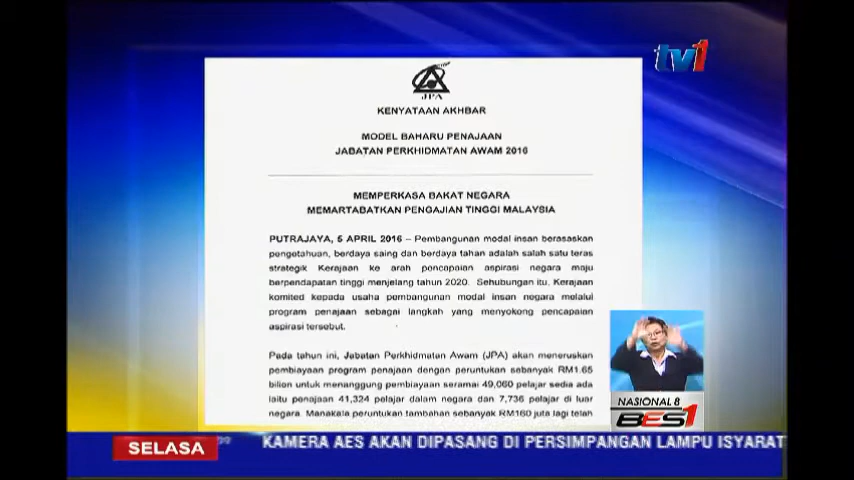 tv1
JPA
KENYATAAN AKHBAR
MODEL BAHARU PENAJAAN
JABATAN PERKHIDMATAN AWAM 2016
MEMPERKASA BAKAT NEGARA
MEMARTABATKAN PENGAJIAN TINGGI MALAYSIA
PUTRAJAYA, 5 APRIL 2016 – Pembangunan modal insan berasaskan
pengetahuan, berdaya saing dan berdaya tahan adalah salah satu teras
strategik Kerajaan ke arah pencapaian aspirasi negara maju
berpendapatan tinggi menjelang tahun 2020. Sehubungan itu, Kerajaan
komited kepada usaha pembangunan modal insan negara melalui
program penajaan sebagai langkah yang menyokong pencapaian
aspirasi tersebut.
Pada tahun ini, Jabatan Perkhidmatan Awam (JPA) akan meneruskan
pembiayaan program penajaan dengan peruntukan sebanyak RM1.65
bilion untuk menanggung pembiayaan seramai 49,060 pelajar sedia ada
iaitu penajaan 41,324 pelajar dalam negara dan 7,736 pelajar di luar
negara. Manakala peruntukan tambahan sebanyak RM160 juta lagi telah
NASIONAL 8
BES1
SELASA
KAMERA AES AKAN DIPASANG DI PERSIMPANGAN LAMPU ISYARAT